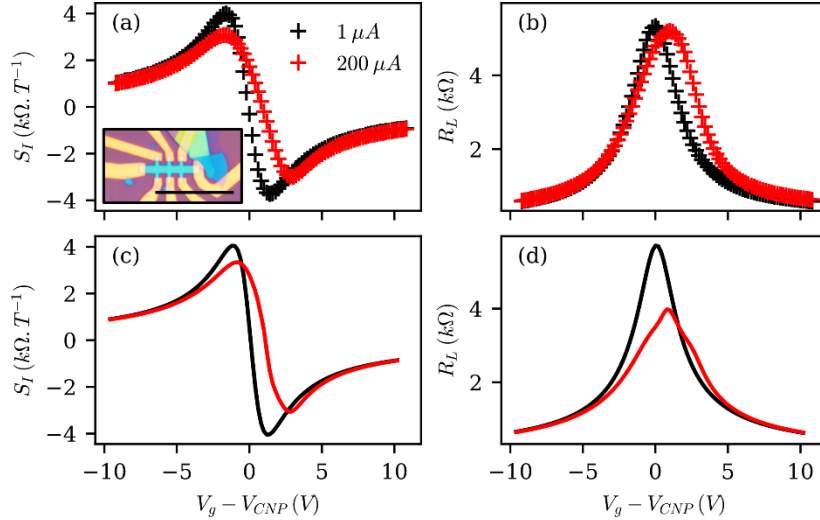 (a)
1 μA
200 μA
S_I (kΩ.T⁻¹)
4
2
0
−2
−4
(b)
R_L (kΩ)
4
2
(c)
S_I (kΩ.T⁻¹)
4
2
0
−2
−4
−10
−5
0
5
10
V_g − V_CNP (V)
(d)
R_L (kΩ)
4
2
−10
−5
0
5
10
V_g − V_CNP (V)